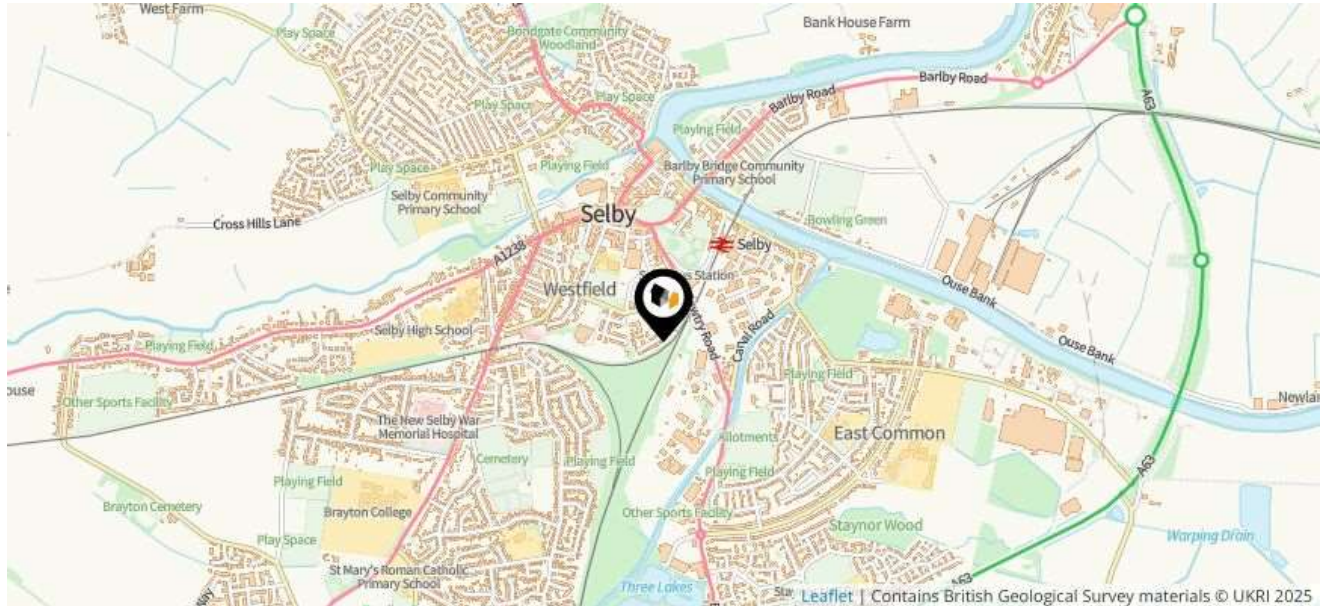 West Farm
Play Space
Bondgate Community
Woodland
Bank House Farm
Barlby Road
A63
Play Space
Play Space
Barlby Road
Playing Field
Play Space
Playing Field
Barlby Bridge Community
Primary School
Selby Community
Primary School
Cross Hills Lane
Selby
Bowling Green
A1238
Selby
Station
Westfield
Ouse Bank
Selby High School
Canal Road
Road
Ouse Bank
Playing Field
Playing Field
Other Sports Facility
The New Selby War
Memorial Hospital
Allotments
East Common
Cemetery
Playing Field
Playing Field
A63
Playing Field
Brayton Cemetery
Brayton College
Other Sports Facility
Staynor Wood
Warping Drain
Play Space
St Mary's Roman Catholic
Primary School
Three Lakes
A63
Leaflet | Contains British Geological Survey materials © UKRI 2025